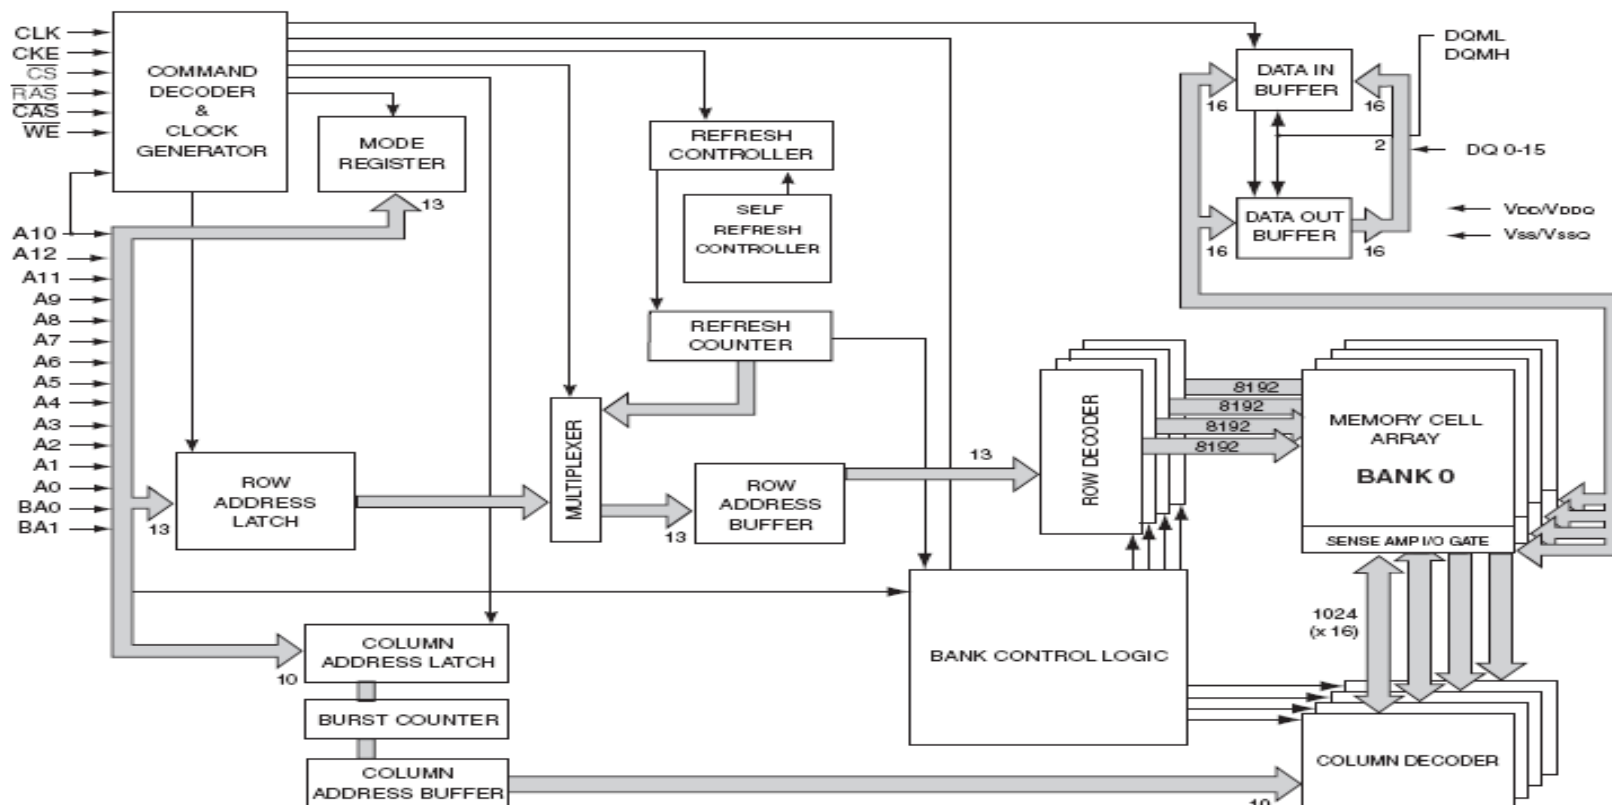 CLK
CKE
CS
RAS
CAS
WE
COMMAND
DECODER
&
CLOCK
GENERATOR
MODE
REGISTER
13
REFRESH
CONTROLLER
SELF
REFRESH
CONTROLLER
REFRESH
COUNTER
DATA IN
BUFFER
16
16
DQML
DQMH
2
DQ 0-15
DATA OUT
BUFFER
16
16
VDD/VDDQ
VSS/VSSQ
A10
A12
A11
A9
A8
A7
A6
A5
A4
A3
A2
A1
A0
BA0
BA1
13
ROW
ADDRESS
LATCH
MULTIPLEXER
13
ROW
ADDRESS
BUFFER
13
ROW DECODER
8192
8192
8192
8192
MEMORY CELL
ARRAY
BANK 0
SENSE AMP I/O GATE
1024
(x 16)
BANK CONTROL LOGIC
10
COLUMN
ADDRESS LATCH
BURST COUNTER
COLUMN
ADDRESS BUFFER
10
COLUMN DECODER